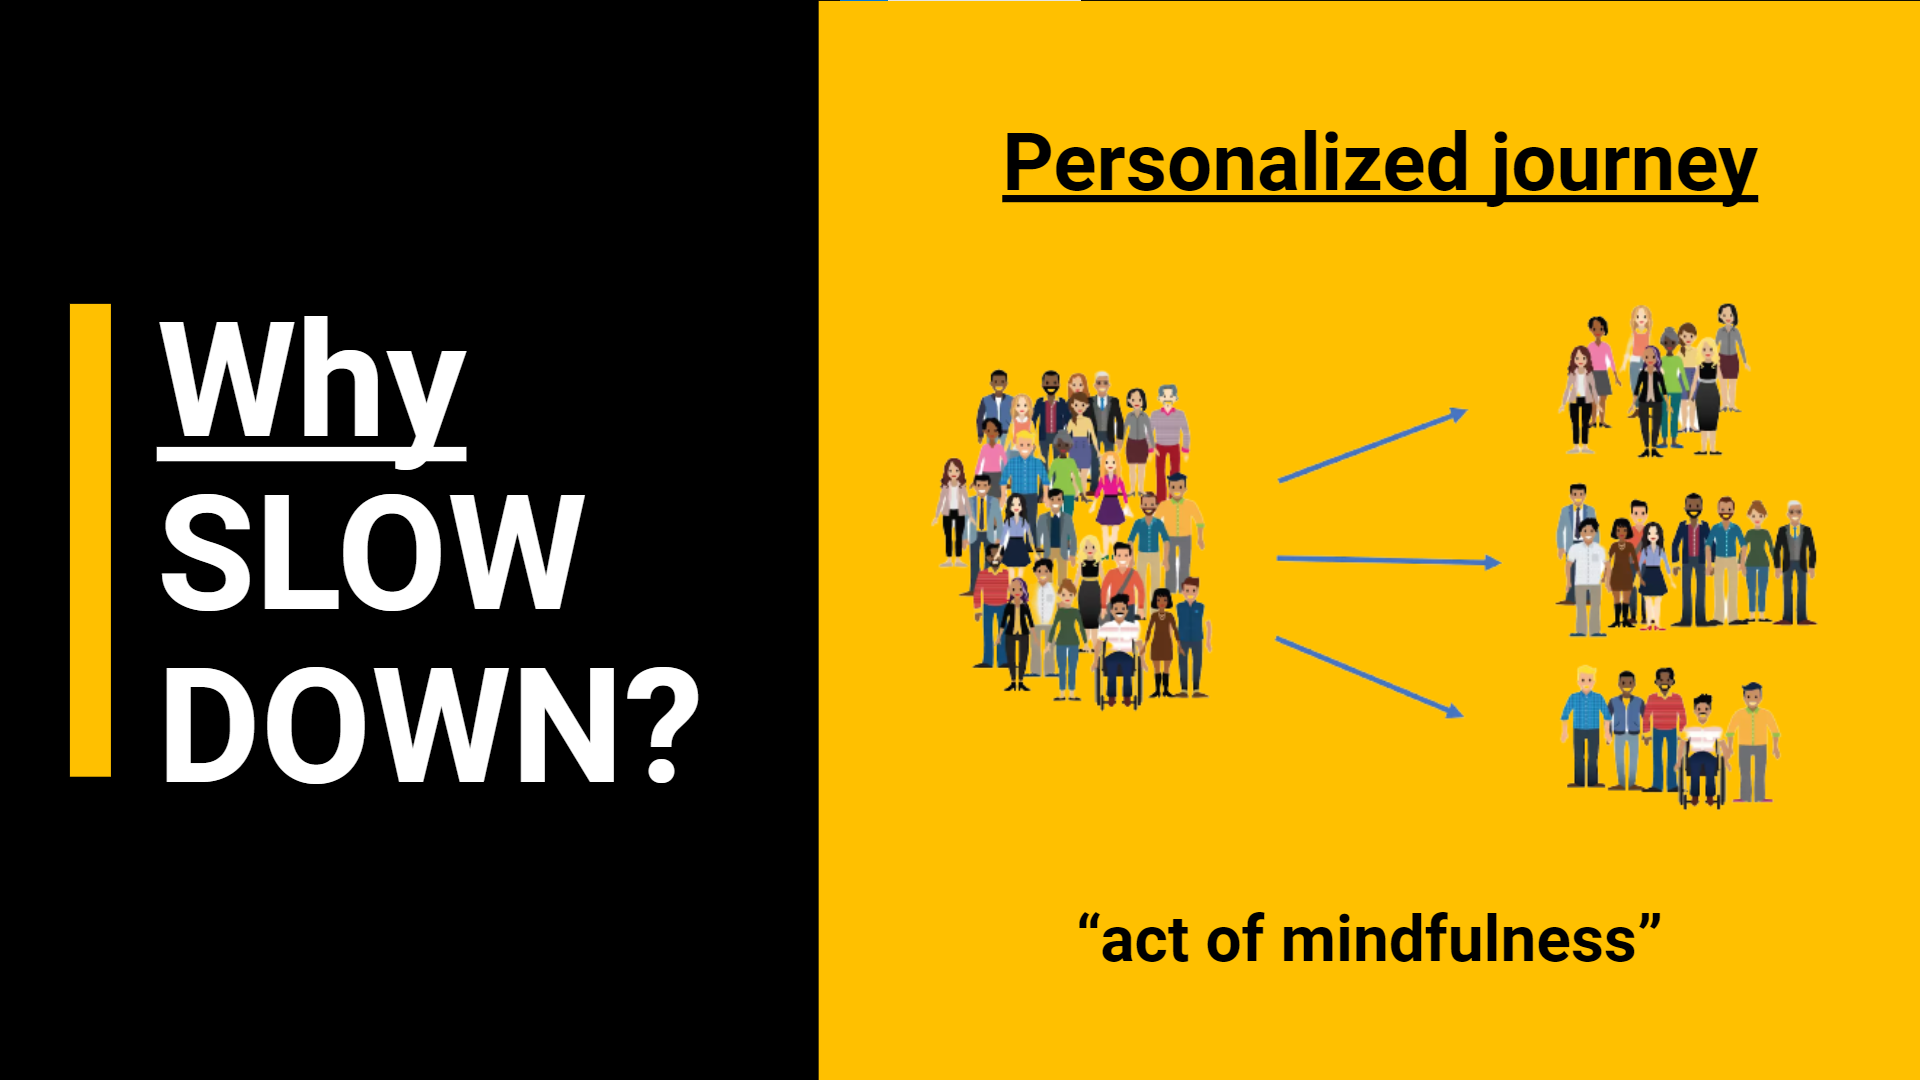 Why
SLOW
DOWN?
Personalized journey
“act of mindfulness”